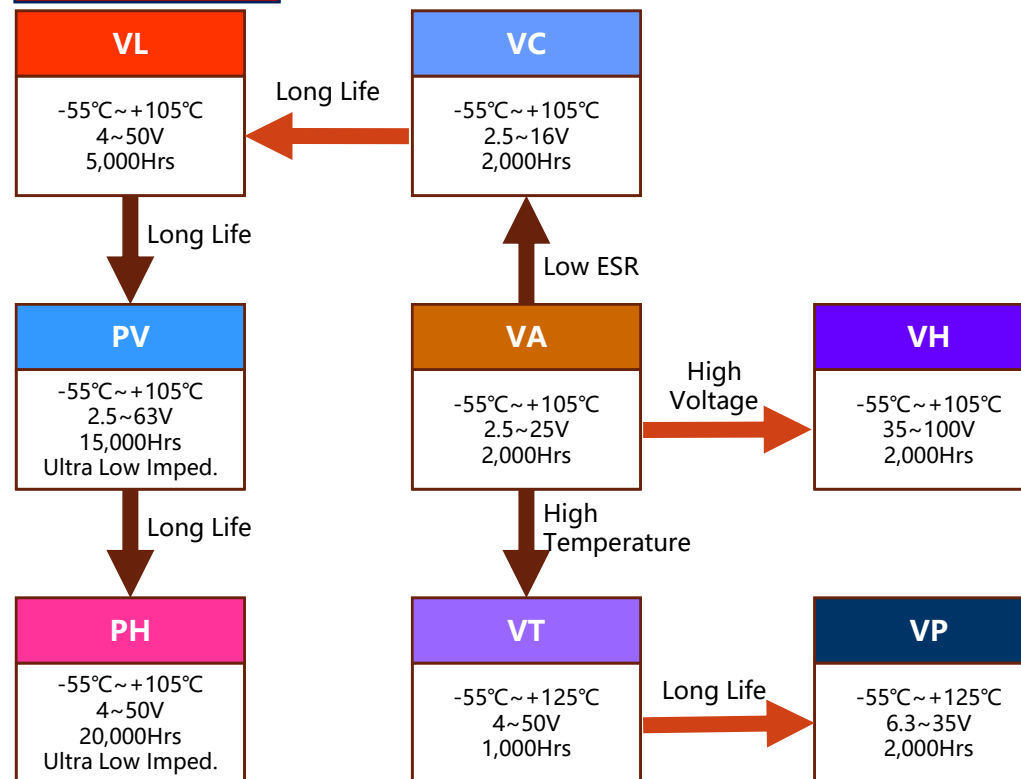 VL
-55℃~+105℃
4~50V
5,000Hrs
Long Life
VC
-55℃~+105℃
2.5~16V
2,000Hrs
Long Life
Low ESR
PV
-55℃~+105℃
2.5~63V
15,000Hrs
Ultra Low Imped.
VA
-55℃~+105℃
2.5~25V
2,000Hrs
High
Voltage
VH
-55℃~+105℃
35~100V
2,000Hrs
Long Life
High
Temperature
PH
-55℃~+105℃
4~50V
20,000Hrs
Ultra Low Imped.
VT
-55℃~+125℃
4~50V
1,000Hrs
Long Life
VP
-55℃~+125℃
6.3~35V
2,000Hrs